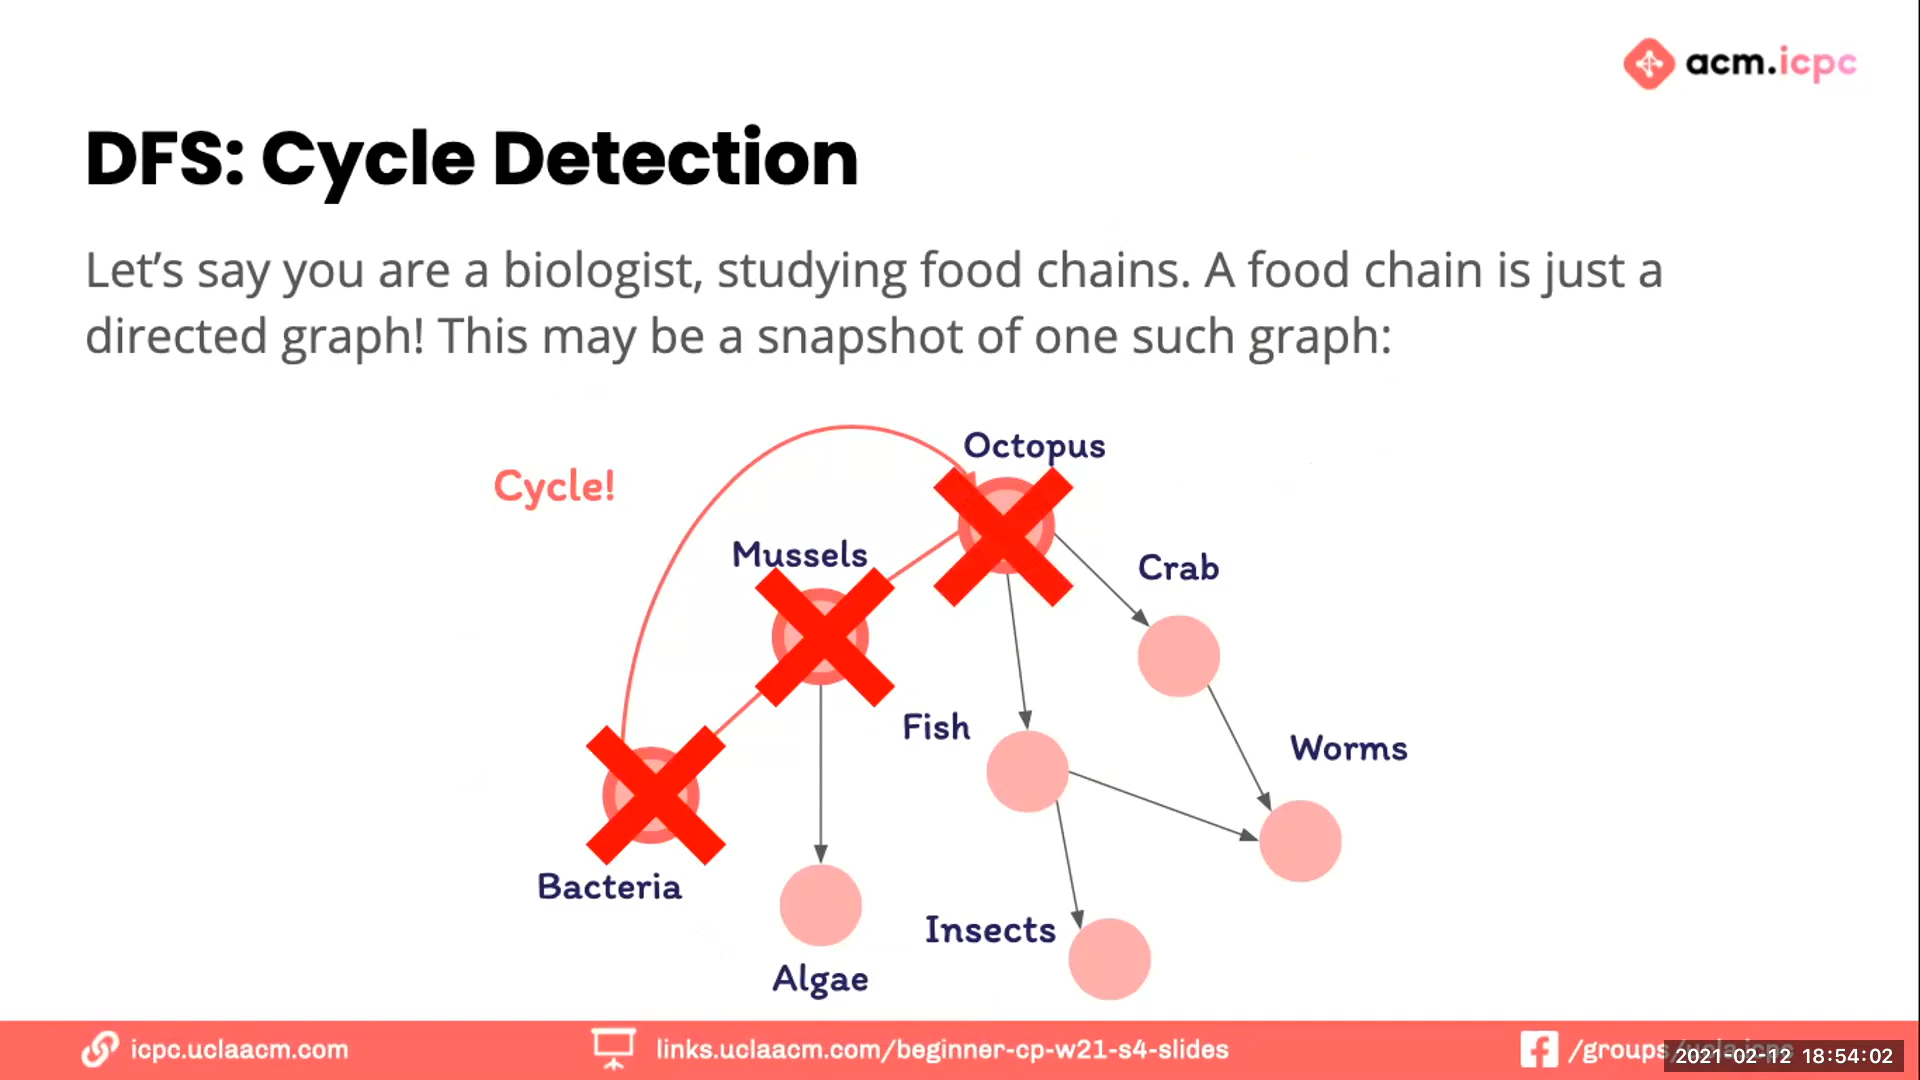 acm.icpc
DFS: Cycle Detection
Let's say you are a biologist, studying food chains. A food chain is just a
directed graph! This may be a snapshot of one such graph:
Octopus
Cycle!
Mussels
Crab
Fish
Worms
Bacteria
Insects
Algae
icpc.uclaacm.com
links.uclaacm.com/beginner-cp-w21-s4-slides
/groups/ucla.icpc
2021-02-12 18:54:02